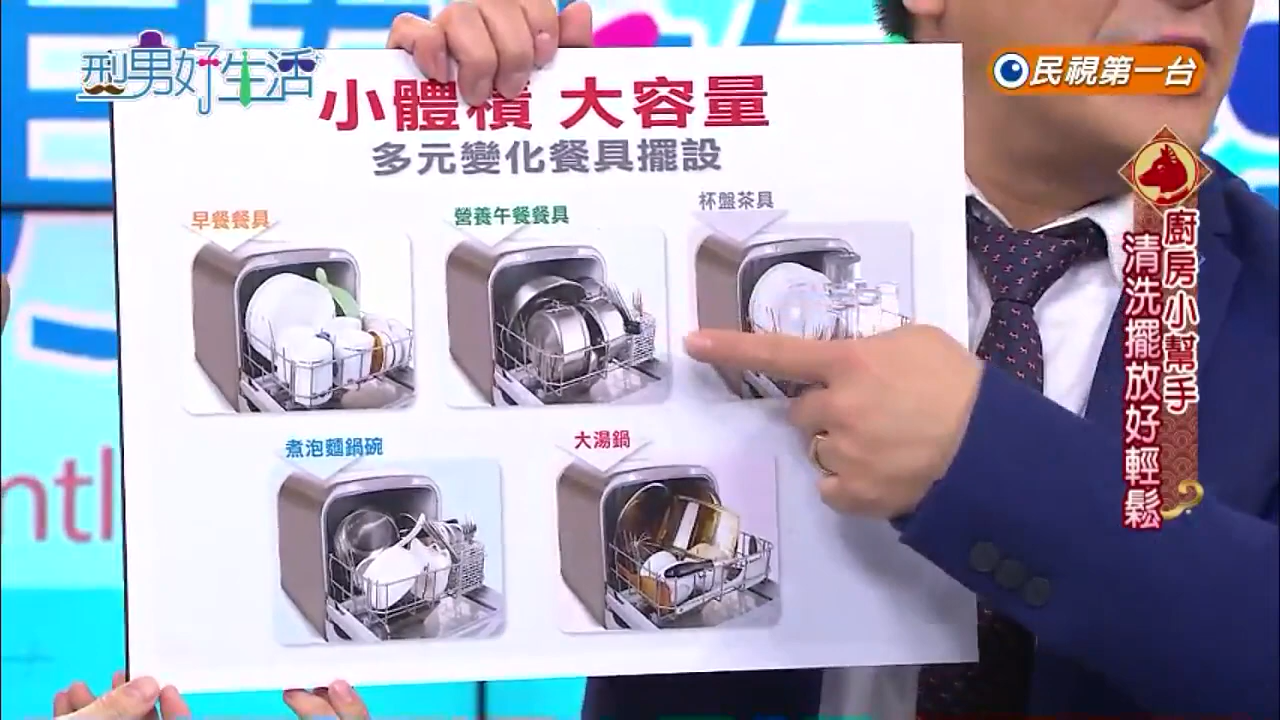 型男好生活
民視第一台
小體積 大容量
多元變化餐具擺設
早餐餐具
營養午餐餐具
杯盤茶具
煮泡麵鍋碗
大湯鍋
廚房小幫手
清洗擺放好輕鬆